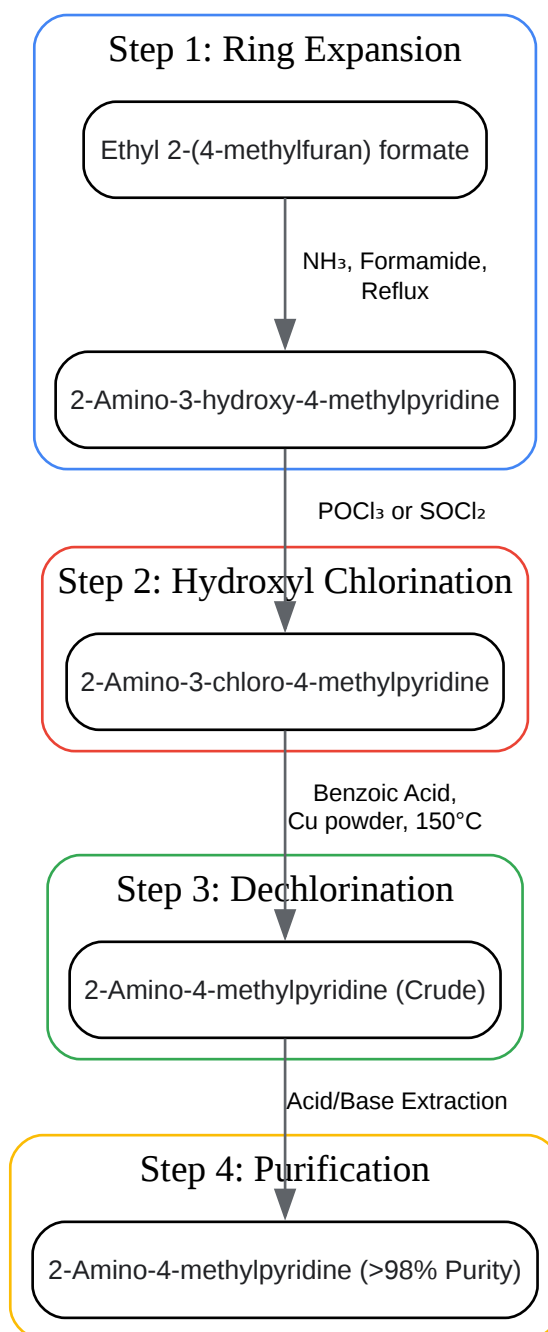 Step 1: Ring Expansion
Ethyl 2-(4-methylfuran) formate
NH₃, Formamide,
Reflux
2-Amino-3-hydroxy-4-methylpyridine
POCl₃ or SOCl₂
Step 2: Hydroxyl Chlorination
2-Amino-3-chloro-4-methylpyridine
Benzoic Acid,
Cu powder, 150°C
Step 3: Dechlorination
2-Amino-4-methylpyridine (Crude)
Acid/Base Extraction
Step 4: Purification
2-Amino-4-methylpyridine (>98% Purity)